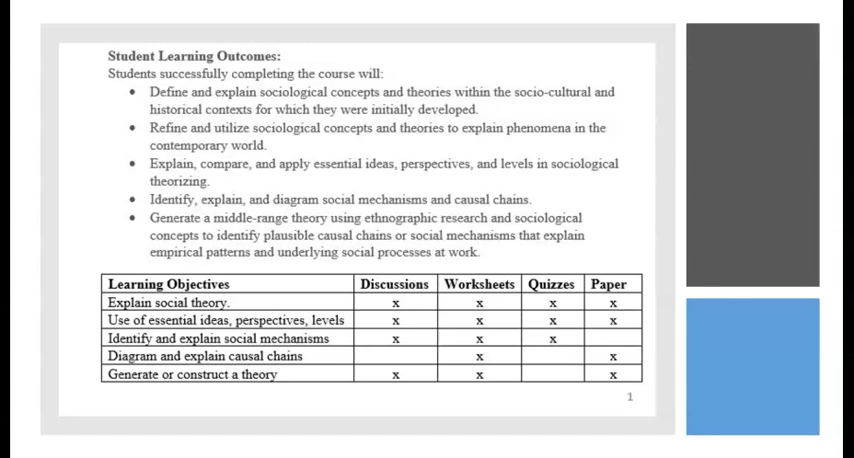 Student Learning Outcomes:
Students successfully completing the course will:
• Define and explain sociological concepts and theories within the socio-cultural and
historical contexts for which they were initially developed.
• Refine and utilize sociological concepts and theories to explain phenomena in the
contemporary world.
• Explain, compare, and apply essential ideas, perspectives, and levels in sociological
theorizing.
• Identify, explain, and diagram social mechanisms and causal chains.
• Generate a middle-range theory using ethnographic research and sociological
concepts to identify plausible causal chains or social mechanisms that explain
empirical patterns and underlying social processes at work.
Learning Objectives Discussions Worksheets Quizzes Paper
Explain social theory. x x x x
Use of essential ideas, perspectives, levels x x x x
Identify and explain social mechanisms x x x
Diagram and explain causal chains x x
Generate or construct a theory x x x
1